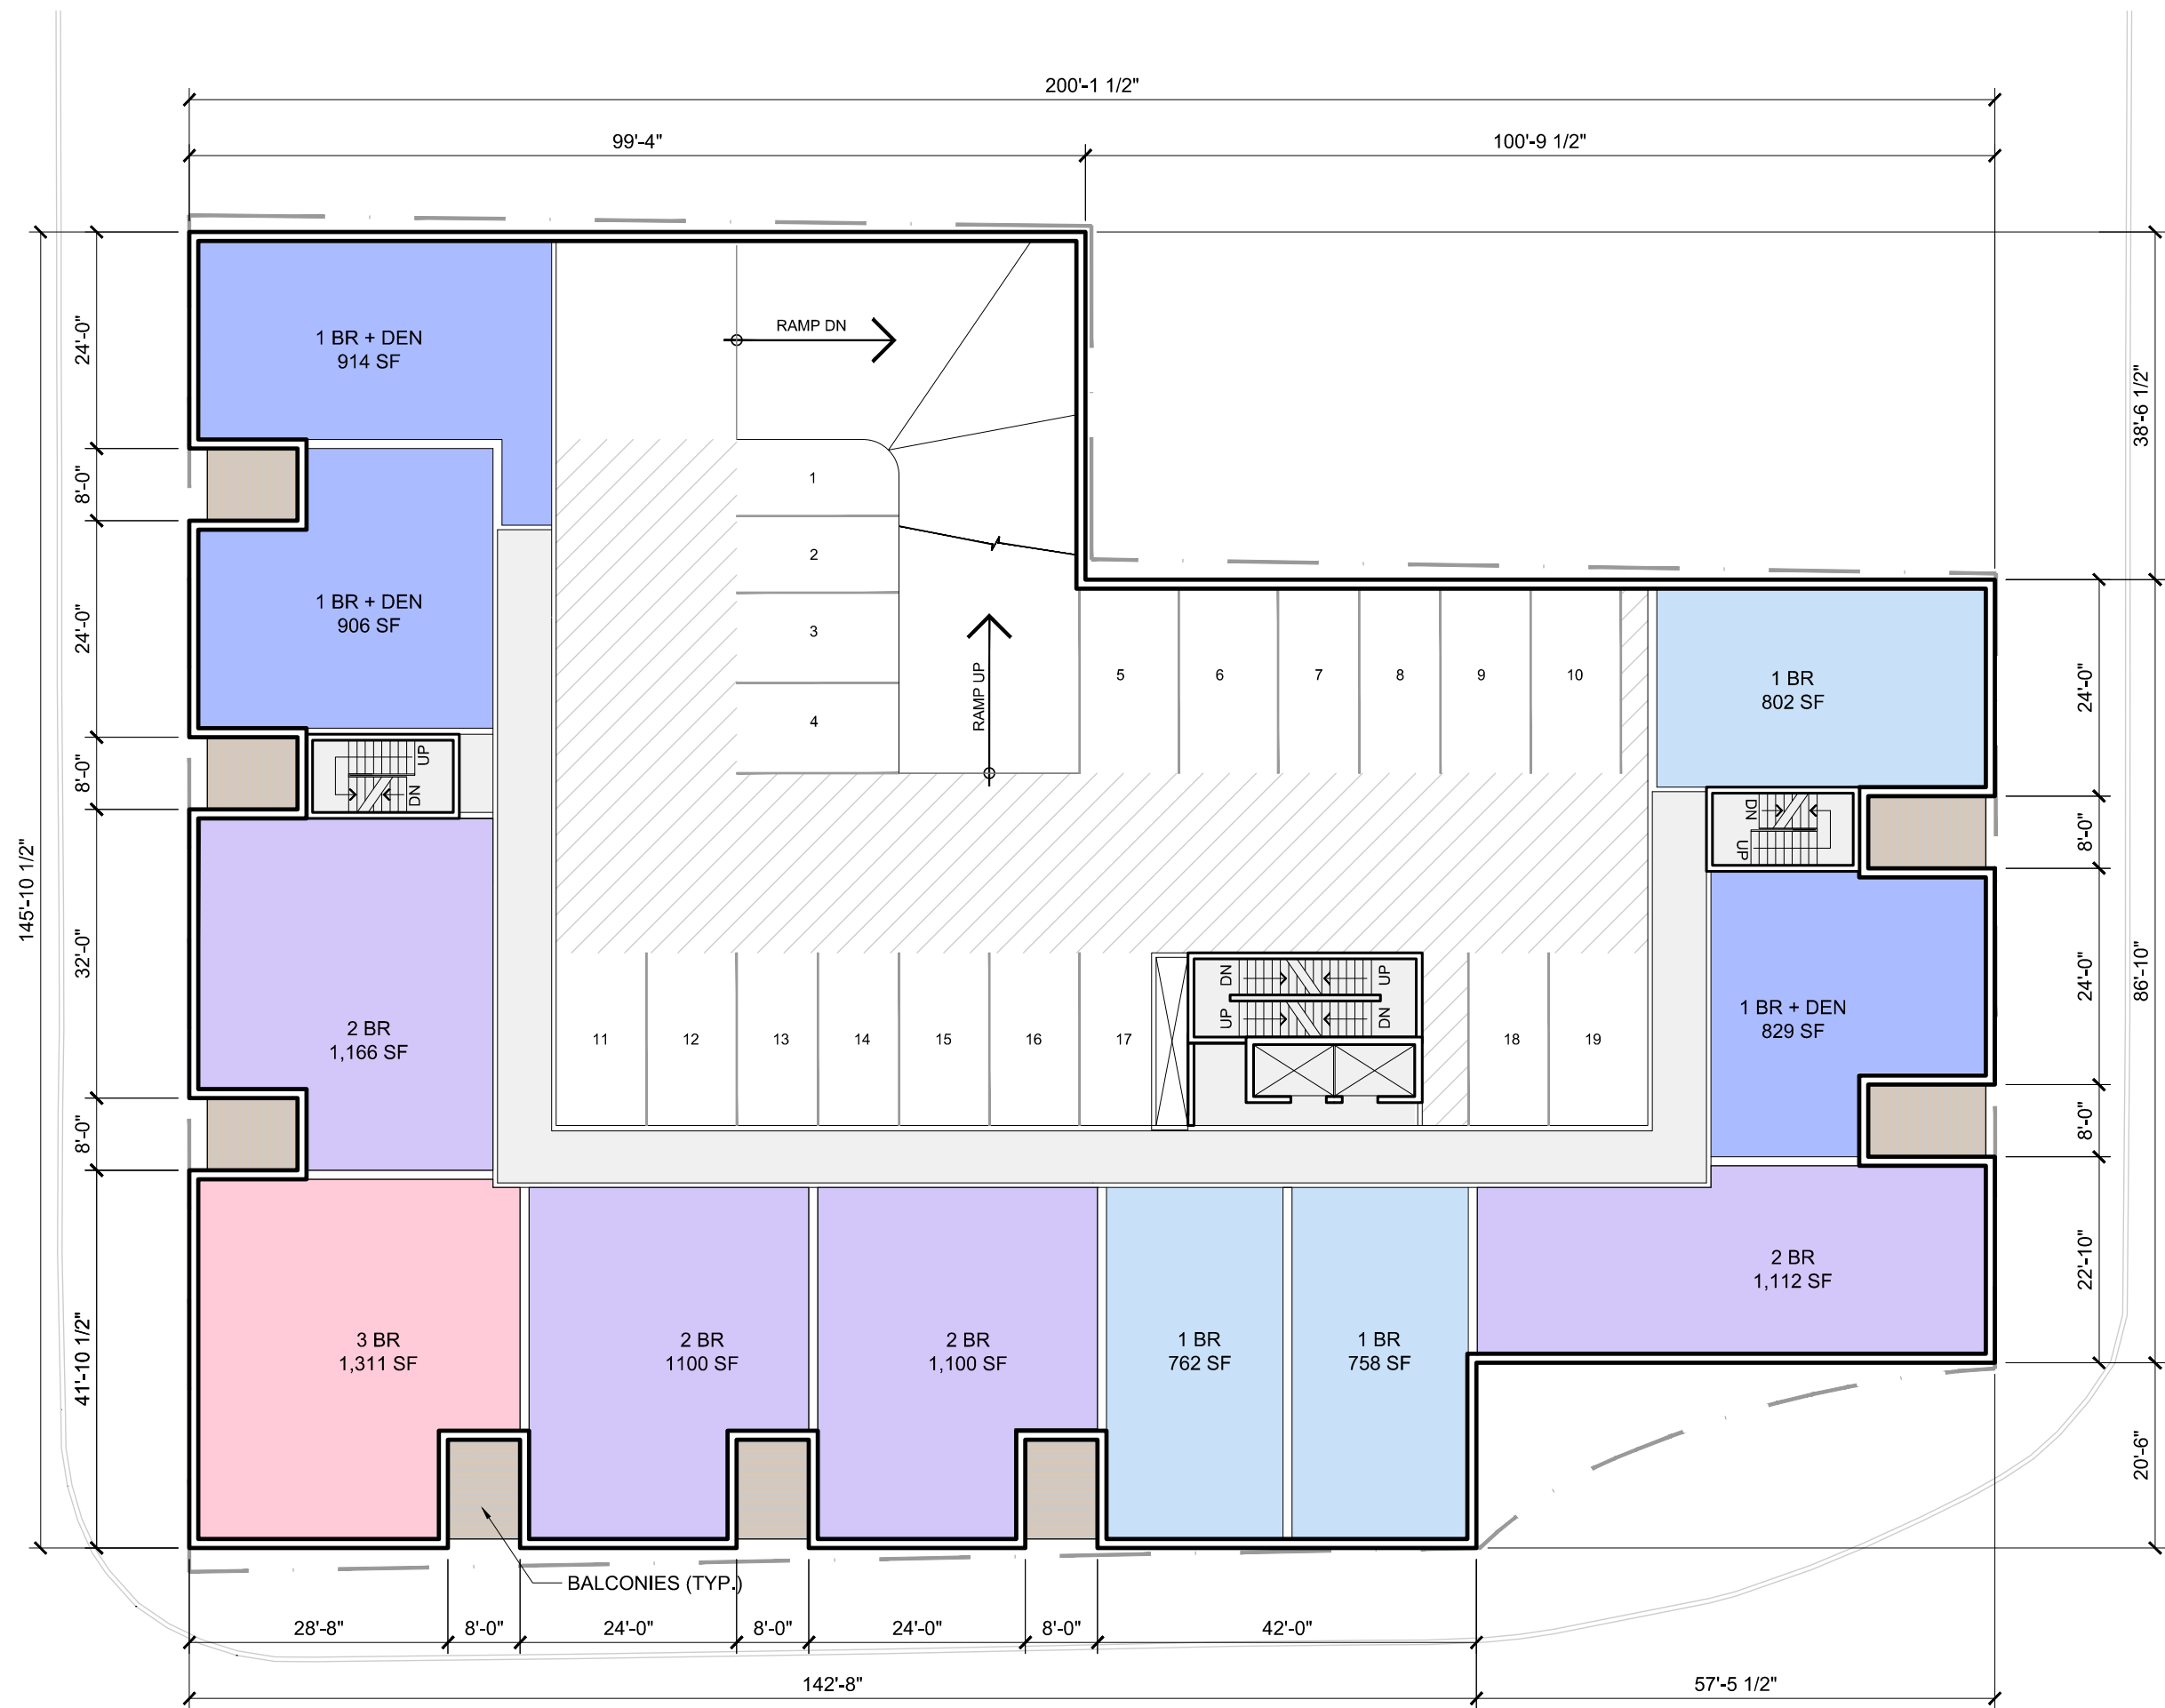 200'-1 1/2"
99'-4"
100'-9 1/2"
145'-10 1/2"
24'-0"
8'-0"
24'-0"
8'-0"
32'-0"
8'-0"
41'-10 1/2"
1 BR + DEN
914 SF
RAMP DN
1 BR + DEN
906 SF
1
2
3
4
RAMP UP
5
6
7
8
9
10
1 BR
802 SF
38'-6 1/2"
24'-0"
8'-0"
24'-0"
8'-0"
22'-10"
86'-10"
20'-6"
UP
DN
DN
UP
2 BR
1,166 SF
11
12
13
14
15
16
17
DN
UP
UP
DN
18
19
1 BR + DEN
829 SF
3 BR
1,311 SF
2 BR
1100 SF
2 BR
1,100 SF
1 BR
762 SF
1 BR
758 SF
2 BR
1,112 SF
BALCONIES (TYP.)
28'-8"
8'-0"
24'-0"
8'-0"
24'-0"
8'-0"
42'-0"
142'-8"
57'-5 1/2"